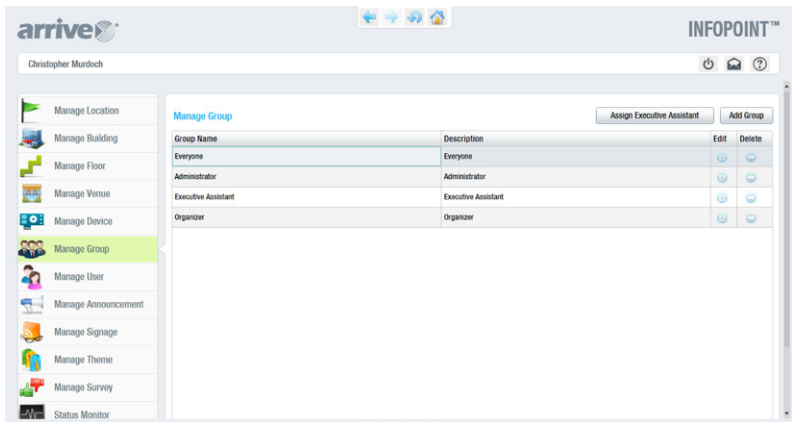 arrive
INFOPOINT™
Christopher Murdoch
Manage Location
Manage Building
Manage Floor
Manage Venue
Manage Device
Manage Group
Manage User
Manage Announcement
Manage Signage
Manage Theme
Manage Survey
Status Monitor
Manage Group
Assign Executive Assistant
Add Group
Group Name Description Edit Delete
Everyone Everyone
Administrator Administrator
Executive Assistant Executive Assistant
Organizer Organizer